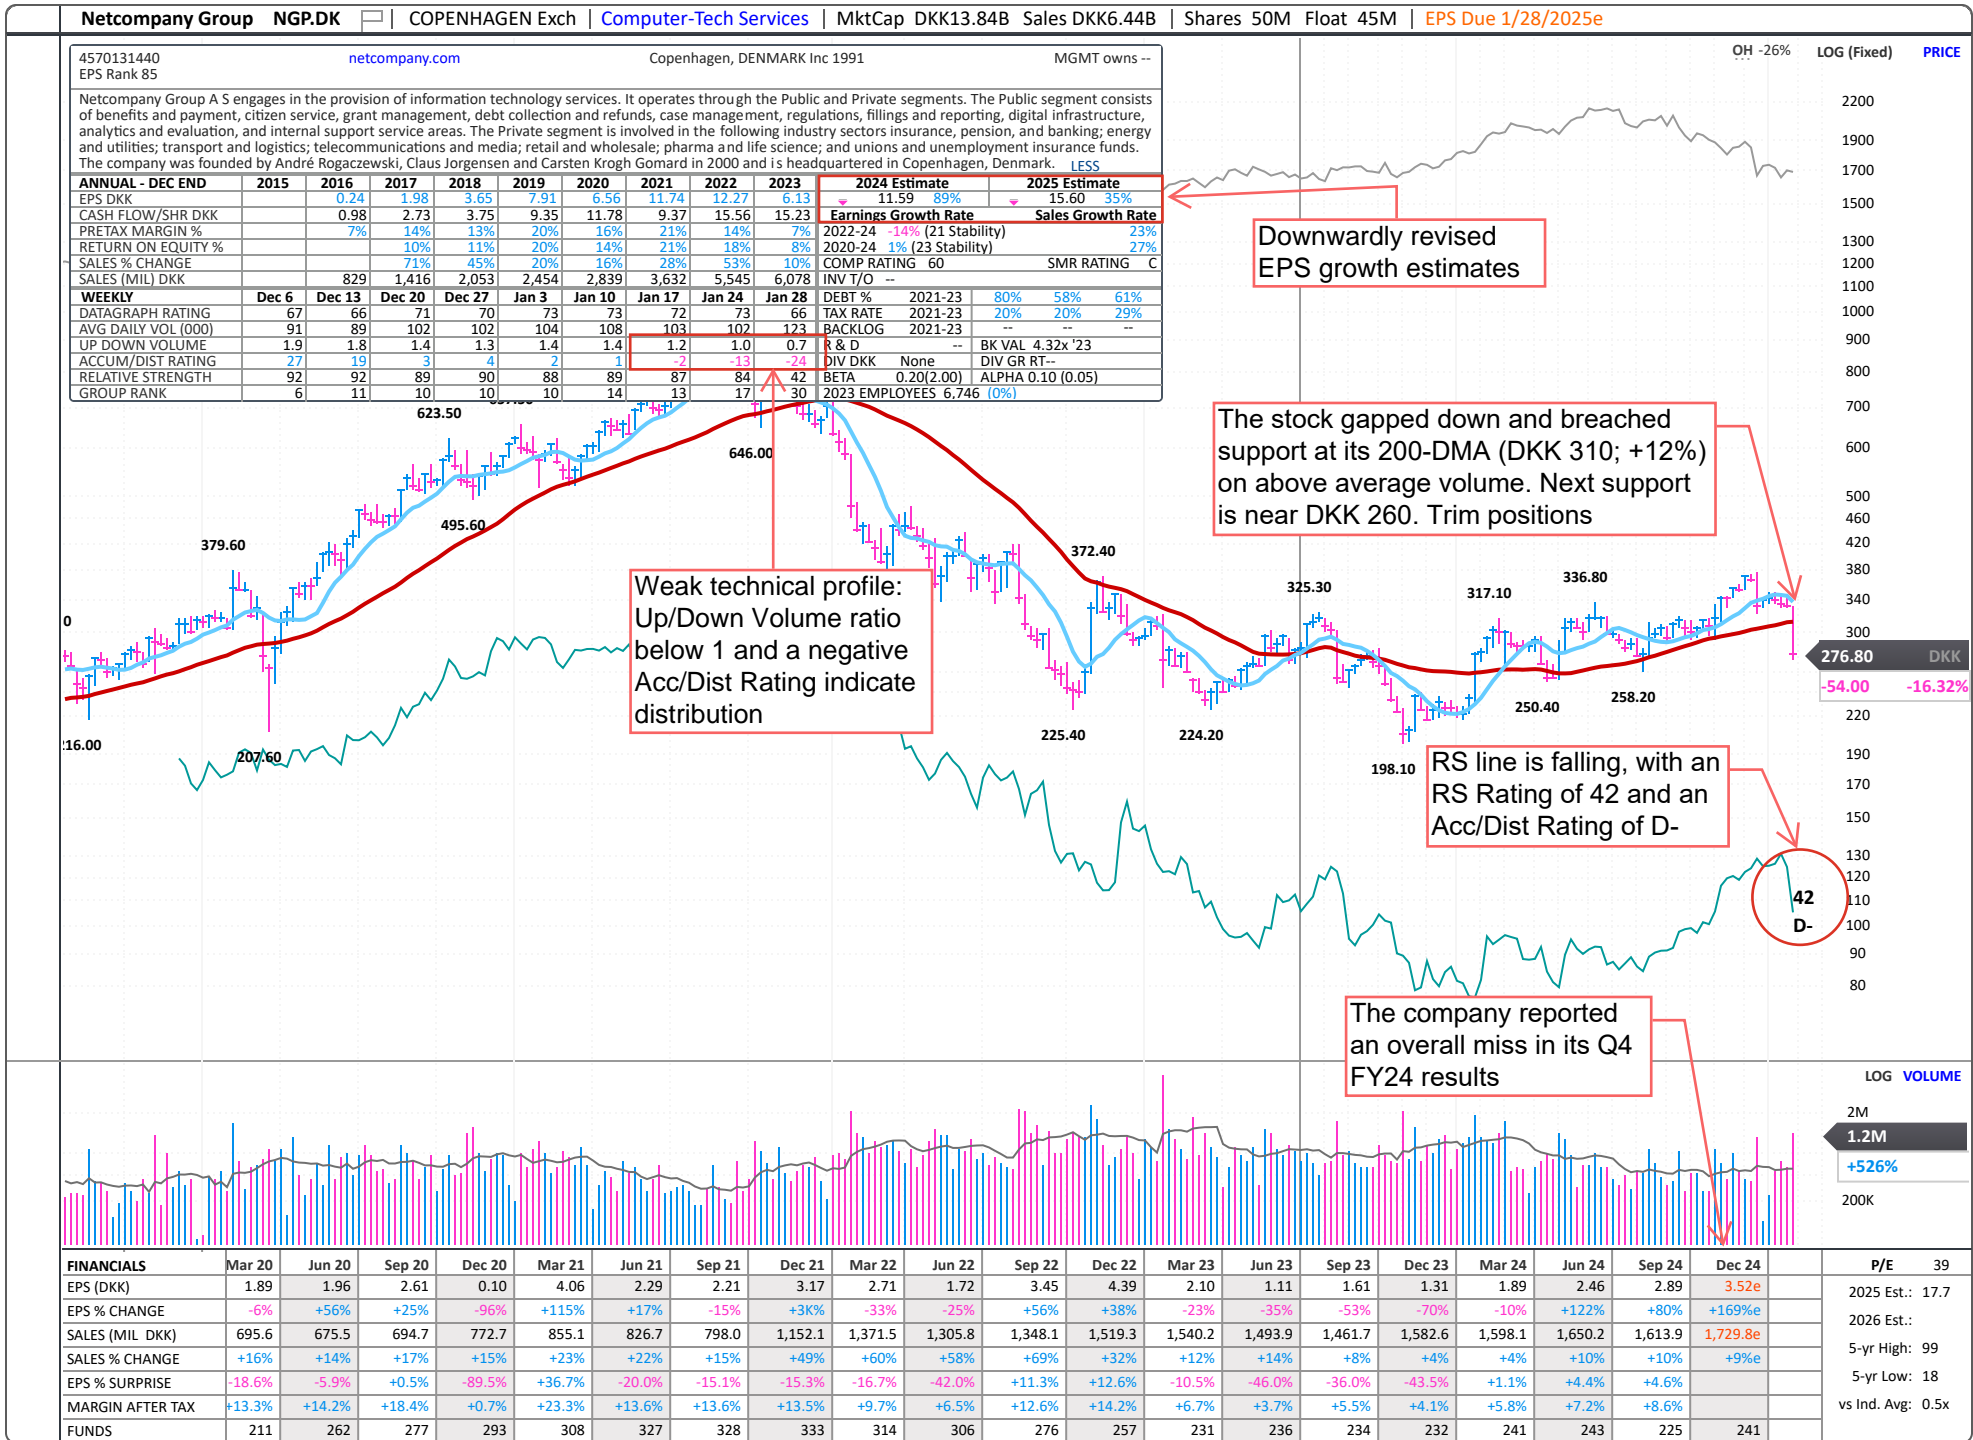 Netcompany Group NGP.DK COPENHAGEN Exch Computer-Tech Services MktCap DKK13.84B Sales DKK6.44B Shares 50M Float 45M EPS Due 1/28/2025e
4570131440 netcompany.com Copenhagen, DENMARK Inc 1991 MGMT owns --
EPS Rank 85
Netcompany Group A S engages in the provision of information technology services. It operates through the Public and Private segments. The Public segment consists
of benefits and payment, citizen service, grant management, debt collection and refunds, case management, regulations, fillings and reporting, digital infrastructure,
analytics and evaluation, and internal support service areas. The Private segment is involved in the following industry sectors insurance, pension, and banking; energy
and utilities; transport and logistics; telecommunications and media; retail and wholesale; pharma and life science; and unions and unemployment insurance funds.
The company was founded by André Rogaczewski, Claus Jorgensen and Carsten Krogh Gomard in 2000 and is headquartered in Copenhagen, Denmark. LESS
ANNUAL - DEC END 2015 2016 2017 2018 2019 2020 2021 2022 2023 2024 Estimate 2025 Estimate
EPS DKK 0.24 1.98 3.65 7.91 6.56 11.74 12.27 6.13 11.59 89% 15.60 35%
CASH FLOW/SHR DKK 0.98 2.73 3.75 9.35 11.78 9.37 15.56 15.23 Earnings Growth Rate Sales Growth Rate
PRETAX MARGIN % 7% 14% 13% 20% 16% 21% 14% 7% 2022-24 -14% (21 Stability) 23%
RETURN ON EQUITY % 10% 11% 20% 14% 21% 18% 8% 2020-24 1% (23 Stability) 27%
SALES % CHANGE 71% 45% 20% 16% 28% 53% 10% COMP RATING 60 SMR RATING C
SALES (MIL) DKK 829 1,416 2,053 2,454 2,839 3,632 5,545 6,078 INV T/O --
WEEKLY Dec 6 Dec 13 Dec 20 Dec 27 Jan 3 Jan 10 Jan 17 Jan 24 Jan 28 DEBT % 2021-23 80% 58% 61%
DATAGRAPH RATING 67 66 71 70 73 73 72 73 66 TAX RATE 2021-23 20% 20% 29%
AVG DAILY VOL (000) 91 89 102 102 104 108 103 102 123 BACKLOG 2021-23 -- -- --
UP DOWN VOLUME 1.9 1.8 1.4 1.3 1.4 1.4 1.2 1.0 0.7 R & D -- BK VAL 4.32x '23
ACCUM/DIST RATING 27 19 3 4 2 1 -2 -13 -24 DIV DKK None DIV GR RT--
RELATIVE STRENGTH 92 92 89 90 88 89 87 84 42 BETA 0.20(2.00) ALPHA 0.10 (0.05)
GROUP RANK 6 11 10 10 10 14 13 17 30 2023 EMPLOYEES 6,746 (0%)
OH -26% LOG (Fixed) PRICE
2200
1900
1700
1500
1300
1200
1100
1000
900
800
700
600
500
460
420
380
340
300
276.80 DKK
-54.00 -16.32%
220
190
170
150
130
120
110
100
90
80
Downwardly revised
EPS growth estimates
The stock gapped down and breached
support at its 200-DMA (DKK 310; +12%)
on above average volume. Next support
is near DKK 260. Trim positions
Weak technical profile:
Up/Down Volume ratio
below 1 and a negative
Acc/Dist Rating indicate
distribution
RS line is falling, with an
RS Rating of 42 and an
Acc/Dist Rating of D-
42
D-
The company reported
an overall miss in its Q4
FY24 results
0
16.00
379.60
207.60
623.50
495.60
646.00
372.40
225.40
224.20
325.30
198.10
317.10
250.40
336.80
258.20
LOG VOLUME
2M
1.2M
+526%
200K
FINANCIALS Mar 20 Jun 20 Sep 20 Dec 20 Mar 21 Jun 21 Sep 21 Dec 21 Mar 22 Jun 22 Sep 22 Dec 22 Mar 23 Jun 23 Sep 23 Dec 23 Mar 24 Jun 24 Sep 24 Dec 24
EPS (DKK) 1.89 1.96 2.61 0.10 4.06 2.29 2.21 3.17 2.71 1.72 3.45 4.39 2.10 1.11 1.61 1.31 1.89 2.46 2.89 3.52e
EPS % CHANGE -6% +56% +25% -96% +115% +17% -15% +3K% -33% -25% +56% +38% -23% -35% -53% -70% -10% +122% +80% +169%e
SALES (MIL DKK) 695.6 675.5 694.7 772.7 855.1 826.7 798.0 1,152.1 1,371.5 1,305.8 1,348.1 1,519.3 1,540.2 1,493.9 1,461.7 1,582.6 1,598.1 1,650.2 1,613.9 1,729.8e
SALES % CHANGE +16% +14% +17% +15% +23% +22% +15% +49% +60% +58% +69% +32% +12% +14% +8% +4% +4% +10% +10% +9%e
EPS % SURPRISE -18.6% -5.9% +0.5% -89.5% +36.7% -20.0% -15.1% -15.3% -16.7% -42.0% +11.3% +12.6% -10.5% -46.0% -36.0% -43.5% +1.1% +4.4% +4.6%
MARGIN AFTER TAX +13.3% +14.2% +18.4% +0.7% +23.3% +13.6% +13.6% +13.5% +9.7% +6.5% +12.6% +14.2% +6.7% +3.7% +5.5% +4.1% +5.8% +7.2% +8.6%
FUNDS 211 262 277 293 308 327 328 333 314 306 276 257 231 236 234 232 241 243 225 241
P/E 39
2025 Est.: 17.7
2026 Est.:
5-yr High: 99
5-yr Low: 18
vs Ind. Avg: 0.5x